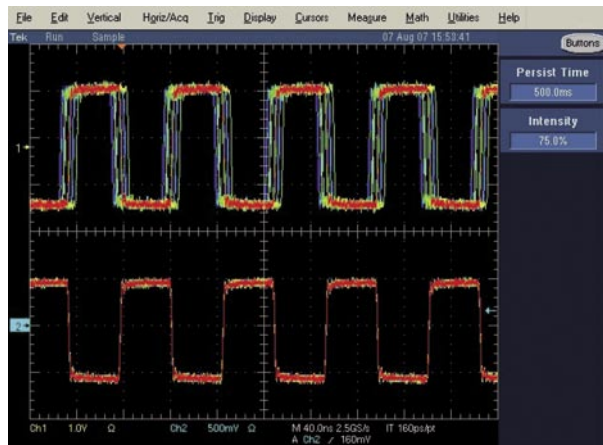 File Edit Vertical Horiz/Acq Trig Display Cursors Measure Math Utilities Help
Tek Run Sample 07 Aug 07 15:53:41
Buttons
Persist Time
500.0ms
Intensity
75.0%
1
2
Ch1 1.0V Ω Ch2 500mV Ω M 40.0ns 2.5GS/s IT 160ps/pt
A Ch2 ╱ 160mV